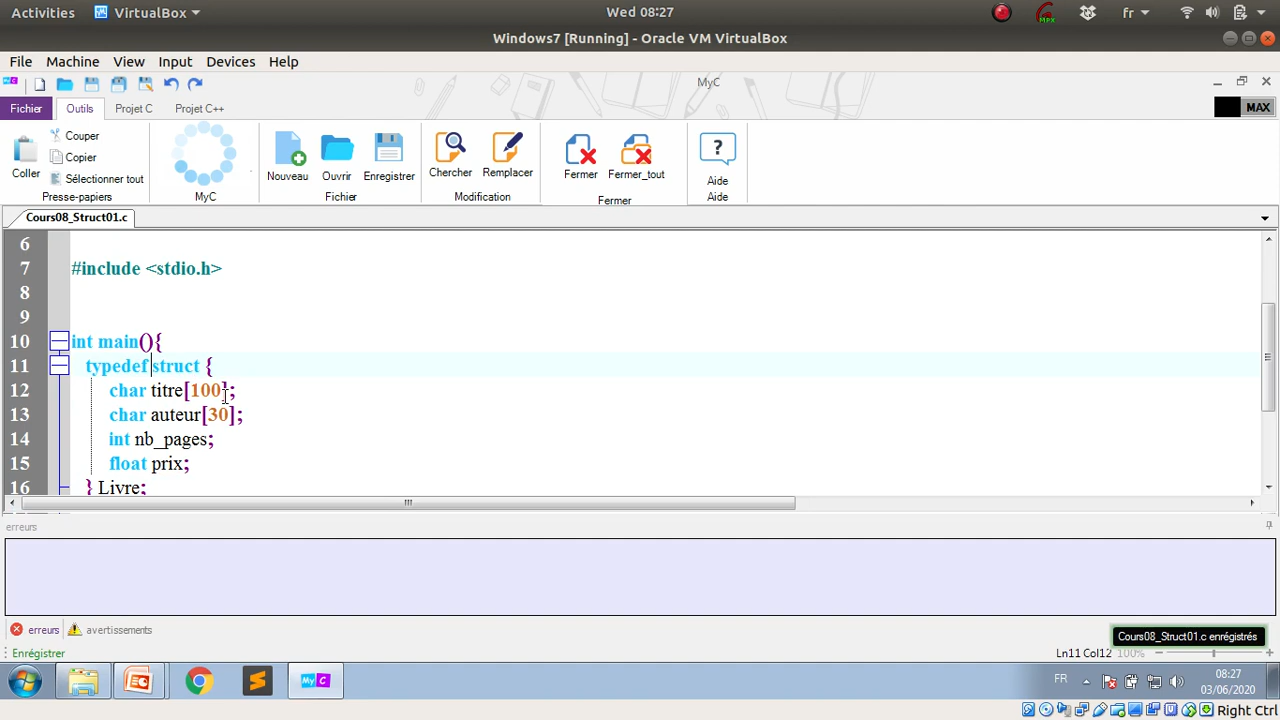 Activities VirtualBox Wed 08:27 fr
Windows7 [Running] - Oracle VM VirtualBox
File Machine View Input Devices Help
MyC
Fichier Outils Projet C Projet C++ MAX
Coller Couper Copier Sélectionner tout
Nouveau Ouvrir Enregistrer Chercher Remplacer Fermer Fermer_tout ? Aide
Presse-papiers MyC Fichier Modification Fermer Aide
Cours08_Struct01.c
6
7 #include <stdio.h>
8
9
10 int main(){
11 typedef struct {
12 char titre[100];
13 char auteur[30];
14 int nb_pages;
15 float prix;
16 } Livre;
erreurs
erreurs avertissements
Cours08_Struct01.c enrégistrés
Enrégistrer Ln11 Col12 100%
MyC FR 08:27
03/06/2020
Right Ctrl